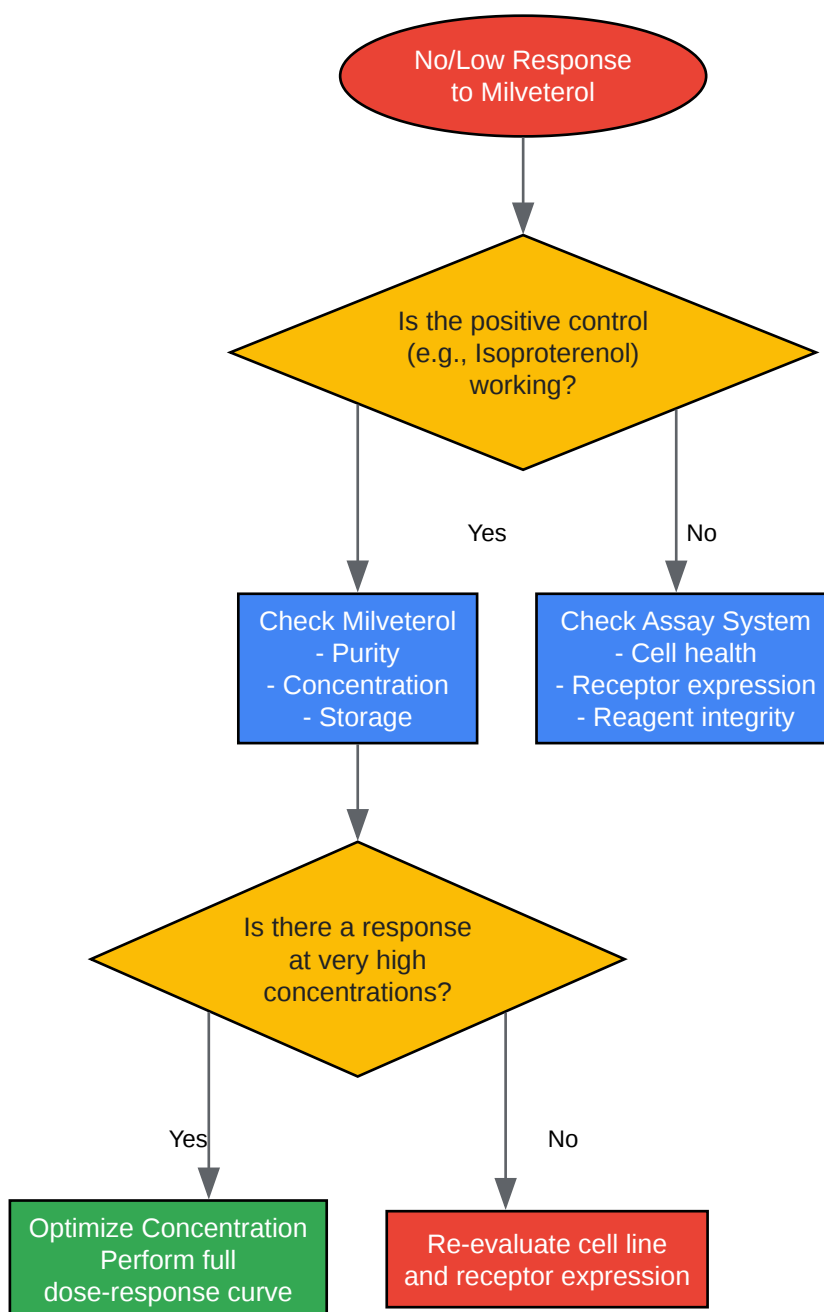 No/Low Response
to Milveterol
Is the positive control
(e.g., Isoproterenol)
working?
Yes
No
Check Milveterol
- Purity
- Concentration
- Storage
Check Assay System
- Cell health
- Receptor expression
- Reagent integrity
Is there a response
at very high
concentrations?
Yes
No
Optimize Concentration
Perform full
dose-response curve
Re-evaluate cell line
and receptor expression